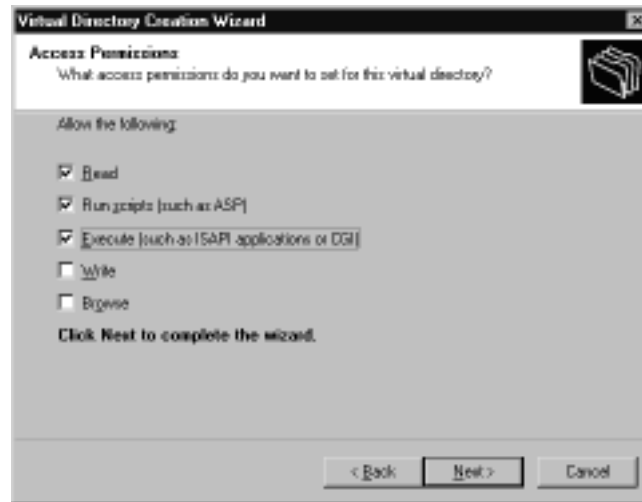 Virtual Directory Creation Wizard
Access Permissions
What access permissions do you want to set for this virtual directory?
Allow the following:
Read
Run scripts (such as ASP)
Execute (such as ISAPI applications or CGI)
Write
Browse
Click Next to complete the wizard.
< Back Next > Cancel